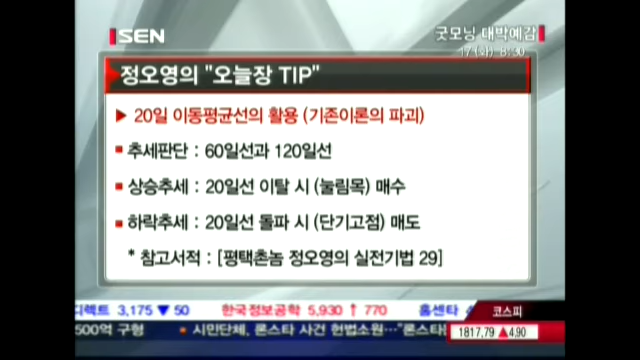 SEN
굿모닝 대박예감
17(화) 8:30
정오영의 "오늘장 TIP"
▶ 20일 이동평균선의 활용 (기존이론의 파괴)
추세판단 : 60일선과 120일선
상승추세 : 20일선 이탈 시 (눌림목) 매수
하락추세 : 20일선 돌파 시 (단기고점) 매도
* 참고서적 : [평택촌놈 정오영의 실전기법 29]
디렉트 3,175 ▼ 50 한국정보공학 5,930 ↑ 770 홈센타
코스피
500억 구형 시민단체, 론스타 사건 헌법소원…"론스타
1817.79 ▲4.90